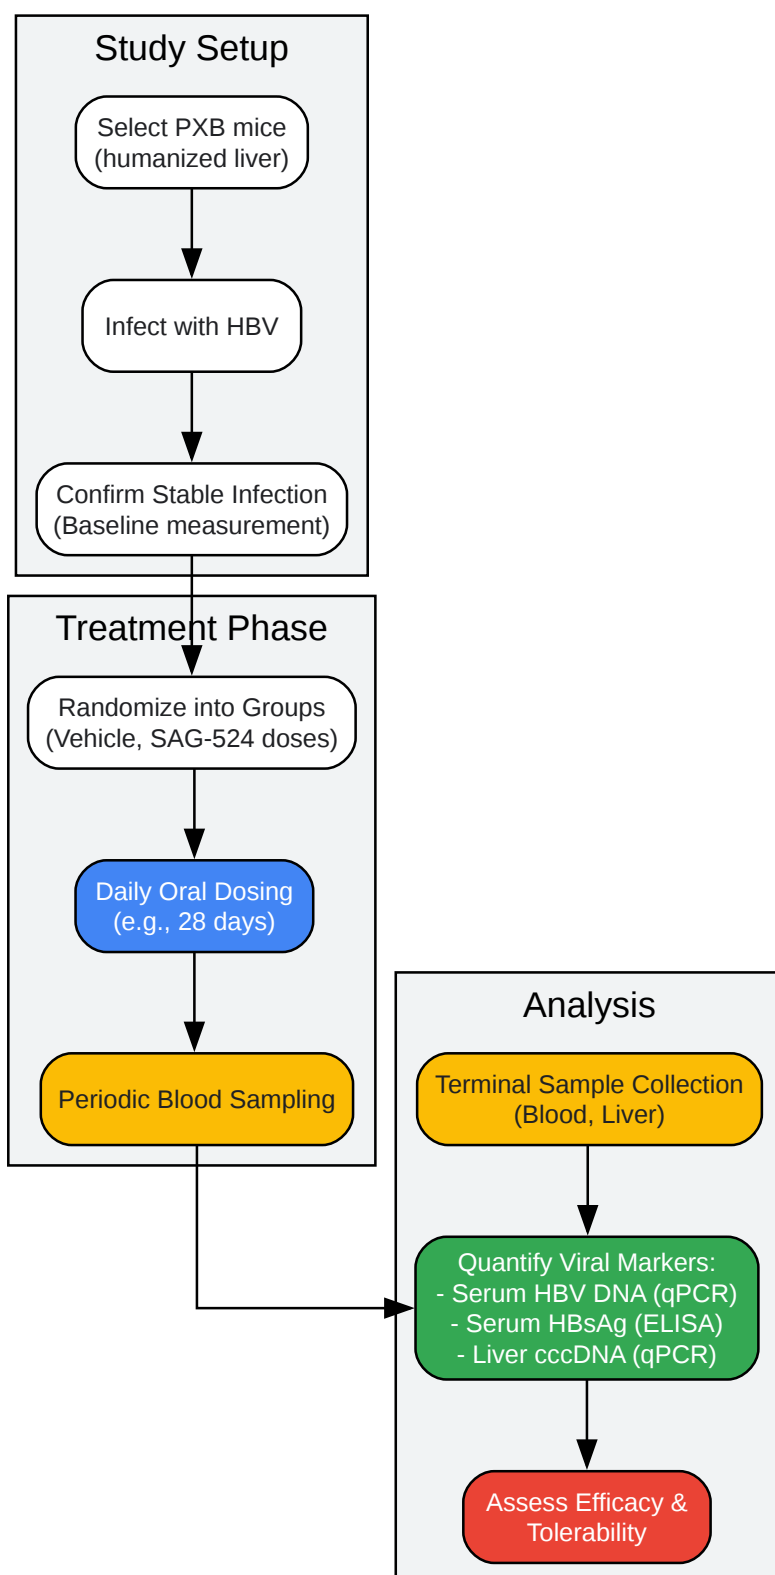 Study Setup
Select PXB mice
(humanized liver)
Infect with HBV
Confirm Stable Infection
(Baseline measurement)
Treatment Phase
Randomize into Groups
(Vehicle, SAG-524 doses)
Daily Oral Dosing
(e.g., 28 days)
Periodic Blood Sampling
Analysis
Terminal Sample Collection
(Blood, Liver)
Quantify Viral Markers:
- Serum HBV DNA (qPCR)
- Serum HBsAg (ELISA)
- Liver cccDNA (qPCR)
Assess Efficacy &
Tolerability